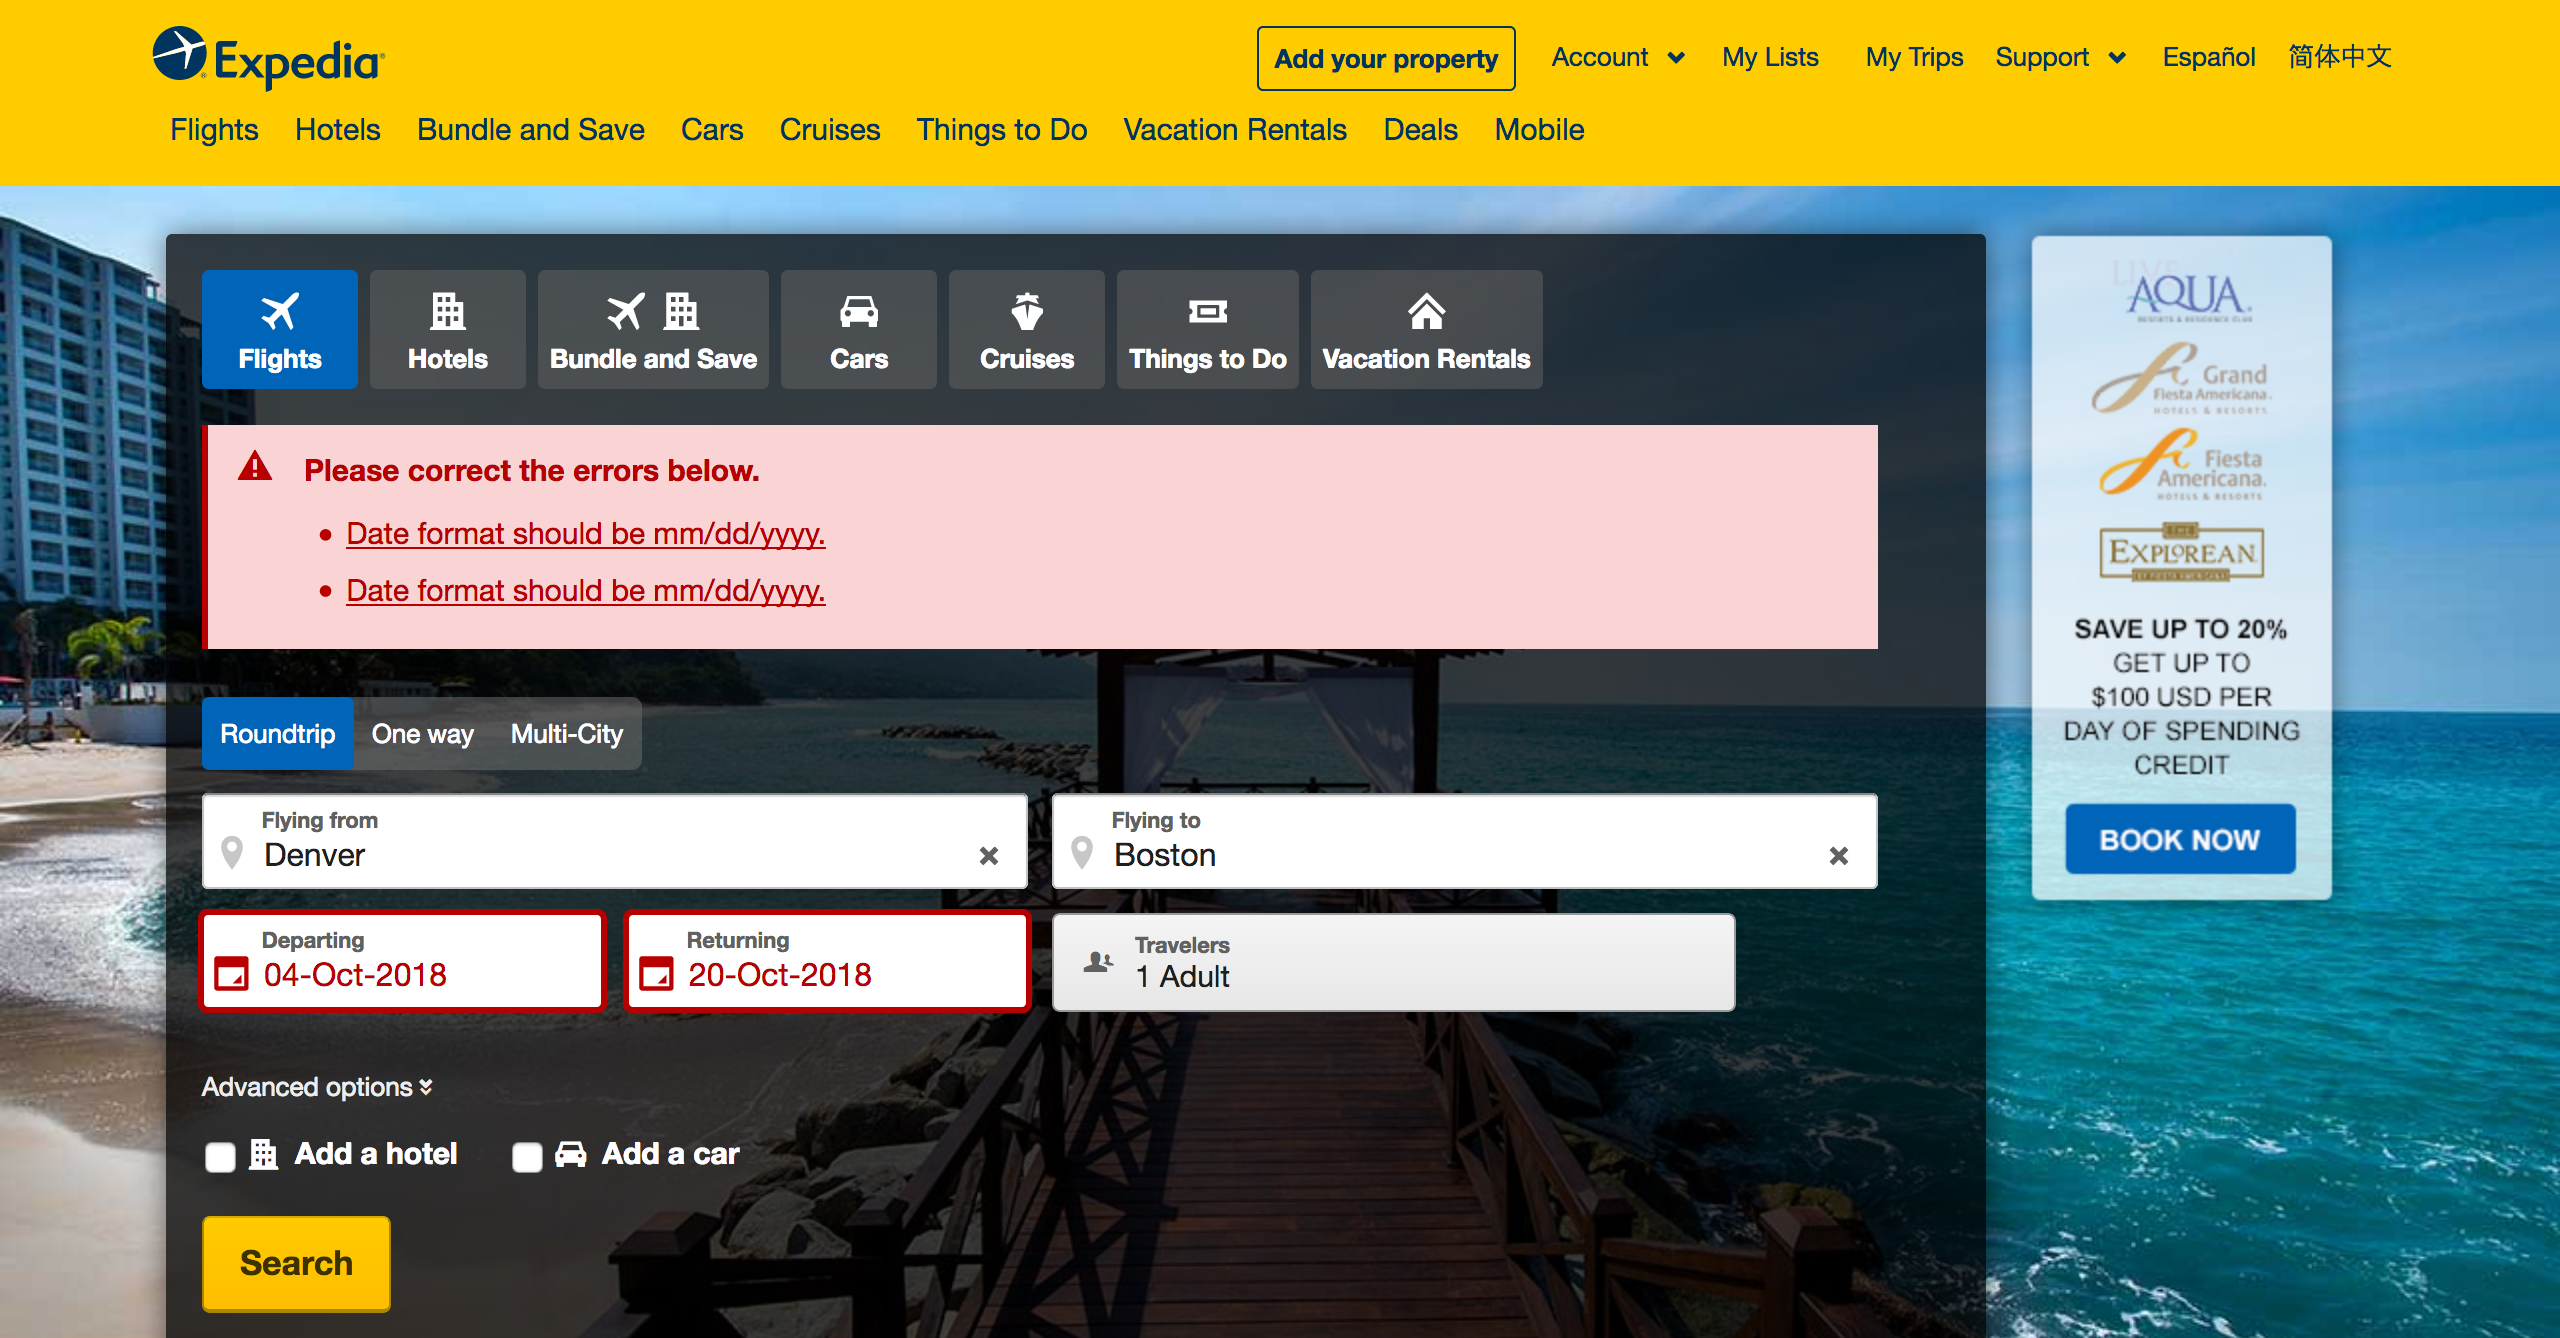 Expedia
Add your property
Account
My Lists
My Trips
Support
Español
简体中文
Flights
Hotels
Bundle and Save
Cars
Cruises
Things to Do
Vacation Rentals
Deals
Mobile
Flights
Hotels
Bundle and Save
Cars
Cruises
Things to Do
Vacation Rentals
Please correct the errors below.
Date format should be mm/dd/yyyy.
Date format should be mm/dd/yyyy.
Roundtrip
One way
Multi-City
Flying from
Denver
Flying to
Boston
Departing
04-Oct-2018
Returning
20-Oct-2018
Travelers
1 Adult
Advanced options
Add a hotel
Add a car
Search
LIVE
AQUA
RESORTS & RESIDENCE CLUB
Grand
Fiesta Americana.
HOTELS & RESORTS
Fiesta
Americana.
HOTELS & RESORTS
THE
EXPLOREAN
SAVE UP TO 20%
GET UP TO
$100 USD PER
DAY OF SPENDING
CREDIT
BOOK NOW